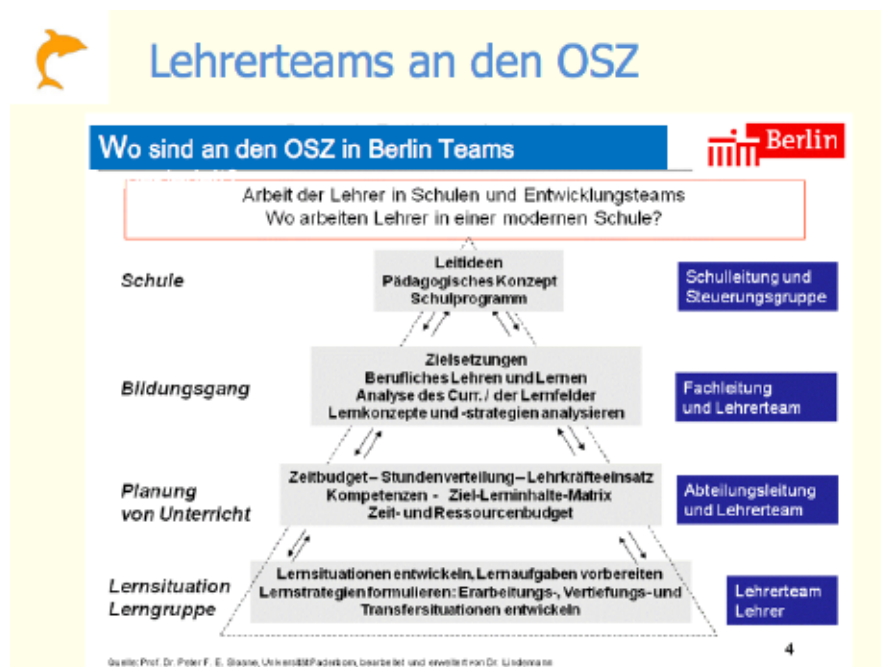 Lehrerteams an den OSZ
Wo sind an den OSZ in Berlin Teams
Berlin
Arbeit der Lehrer in Schulen und Entwicklungsteams
Wo arbeiten Lehrer in einer modernen Schule?
Schule
Leitideen
Pädagogisches Konzept
Schulprogramm
Schulleitung und
Steuerungsgruppe
Bildungsgang
Zielsetzungen
Berufliches Lehren und Lernen
Analyse des Curr. / der Lernfelder
Lernkonzepte und -strategien analysieren
Fachleitung
und Lehrerteam
Planung
von Unterricht
Zeitbudget – Stundenverteilung – Lehrkräfteeinsatz
Kompetenzen - Ziel-Lerninhalte-Matrix
Zeit- und Ressourcenbudget
Abteilungsleitung
und Lehrerteam
Lernsituation
Lerngruppe
Lernsituationen entwickeln, Lernaufgaben vorbereiten
Lernstrategien formulieren: Erarbeitungs-, Vertiefungs- und
Transfersituationen entwickeln
Lehrerteam
Lehrer
4
Quelle: Prof. Dr. Peter F. E. Sloane, Universität Paderborn, bearbeitet und erweitert von Dr. Lindemann